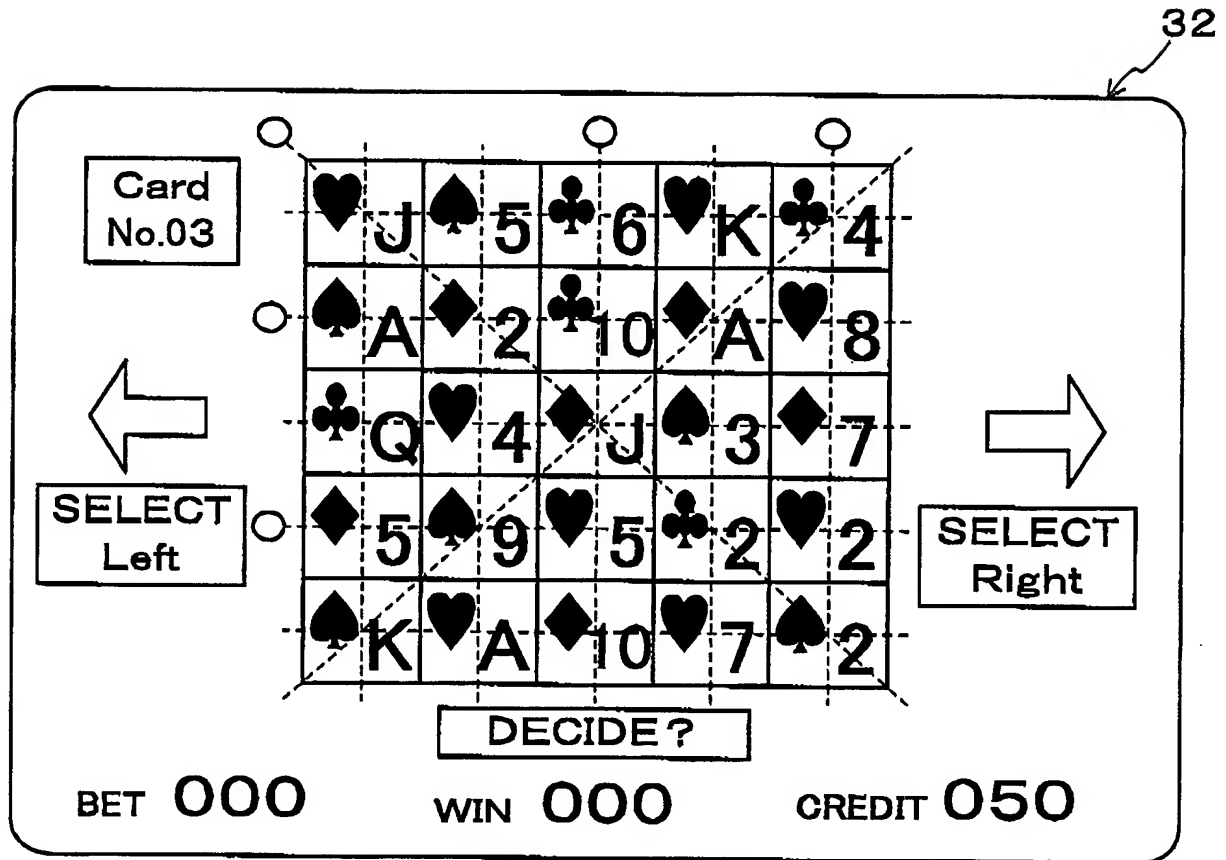 32
Card
No.03
♥J ♠5 ♣6 ♥K ♣4
♠A ♦2 ♣10 ♦A ♥8
♣Q ♥4 ♦J ♠3 ♦7
SELECT
Left
♦5 ♠9 ♥5 ♣2 ♥2
SELECT
Right
♠K ♥A ♦10 ♥7 ♠2
DECIDE?
BET 000 WIN 000 CREDIT 050